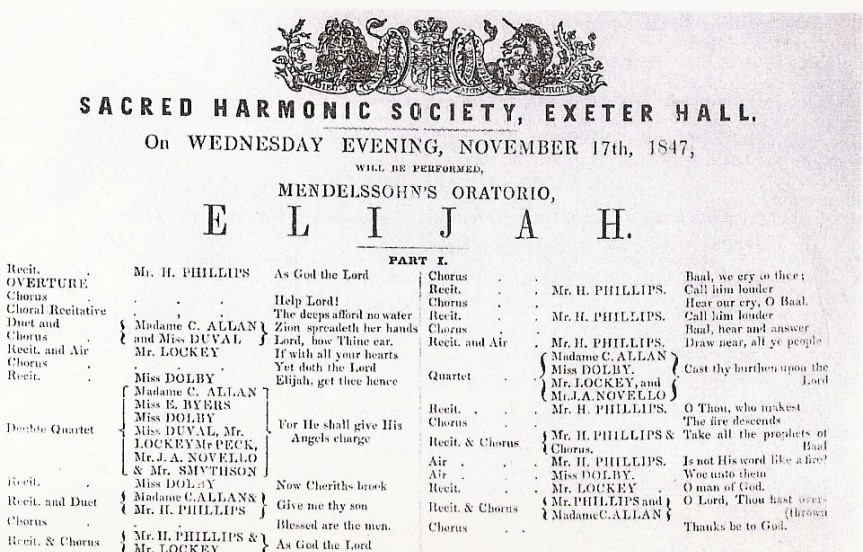 SACRED HARMONIC SOCIETY, EXETER HALL.
On WEDNESDAY EVENING, NOVEMBER 17th, 1847,
WILL BE PERFORMED,
MENDELSSOHN'S ORATORIO,
E L I J A H.
PART I.
Recit. . Mr. H. PHILLIPS As God the Lord
OVERTURE
Chorus . . . . Help Lord!
Choral Recitative . . . The deeps afford no water
Duet and { Madame C. ALLAN } Zion spreadeth her hands
Chorus . { and Miss DUVAL } Lord, bow Thine ear.
Recit. and Air Mr. LOCKEY If with all your hearts
Chorus . . . . Yet doth the Lord
Recit. . Miss DOLBY Elijah, get thee hence
Madame C. ALLAN
Miss E. BYERS
Miss DOLBY
Double Quartet Miss DUVAL, Mr. For He shall give His
LOCKEY Mr PECK, Angels charge
Mr. J. A. NOVELLO
& Mr. SMYTHSON
Recit. . Miss DOLBY Now Cheriths brook
Recit. and Duet { Madame C. ALLAN & } Give me thy son
{ Mr. H. PHILLIPS }
Chorus . . . Blessed are the men.
Recit. & Chorus { Mr. H. PHILLIPS & } As God the Lord
Mr. LOCKEY
Chorus . . Baal, we cry to thee;
Recit. . . Mr. H. PHILLIPS. Call him louder
Chorus . . Hear our cry, O Baal.
Recit. . . Mr. H. PHILLIPS. Call him louder
Chorus . . Baal, hear and answer
Recit. and Air . Mr. H. PHILLIPS. Draw near, all ye people
Madame C. ALLAN
Quartet . . Miss DOLBY. Cast thy burthen upon the
Mr. LOCKEY, and Lord
Mr. J. A. NOVELLO
Recit. . . Mr. H. PHILLIPS. O Thou, who makest
Chorus . . The fire descends
Recit. & Chorus { Mr. H. PHILLIPS & Take all the prophets of
{ Chorus. Baal
Air . . Mr. H. PHILLIPS. Is not His word like a fire?
Air . . Miss DOLBY. Woe unto them
Recit. . . Mr. LOCKEY . O man of God.
Recit. & Chorus { Mr. PHILLIPS and } O Lord, Thou hast over-
{ Madame C. ALLAN } (thrown
Chorus . . Thanks be to God.